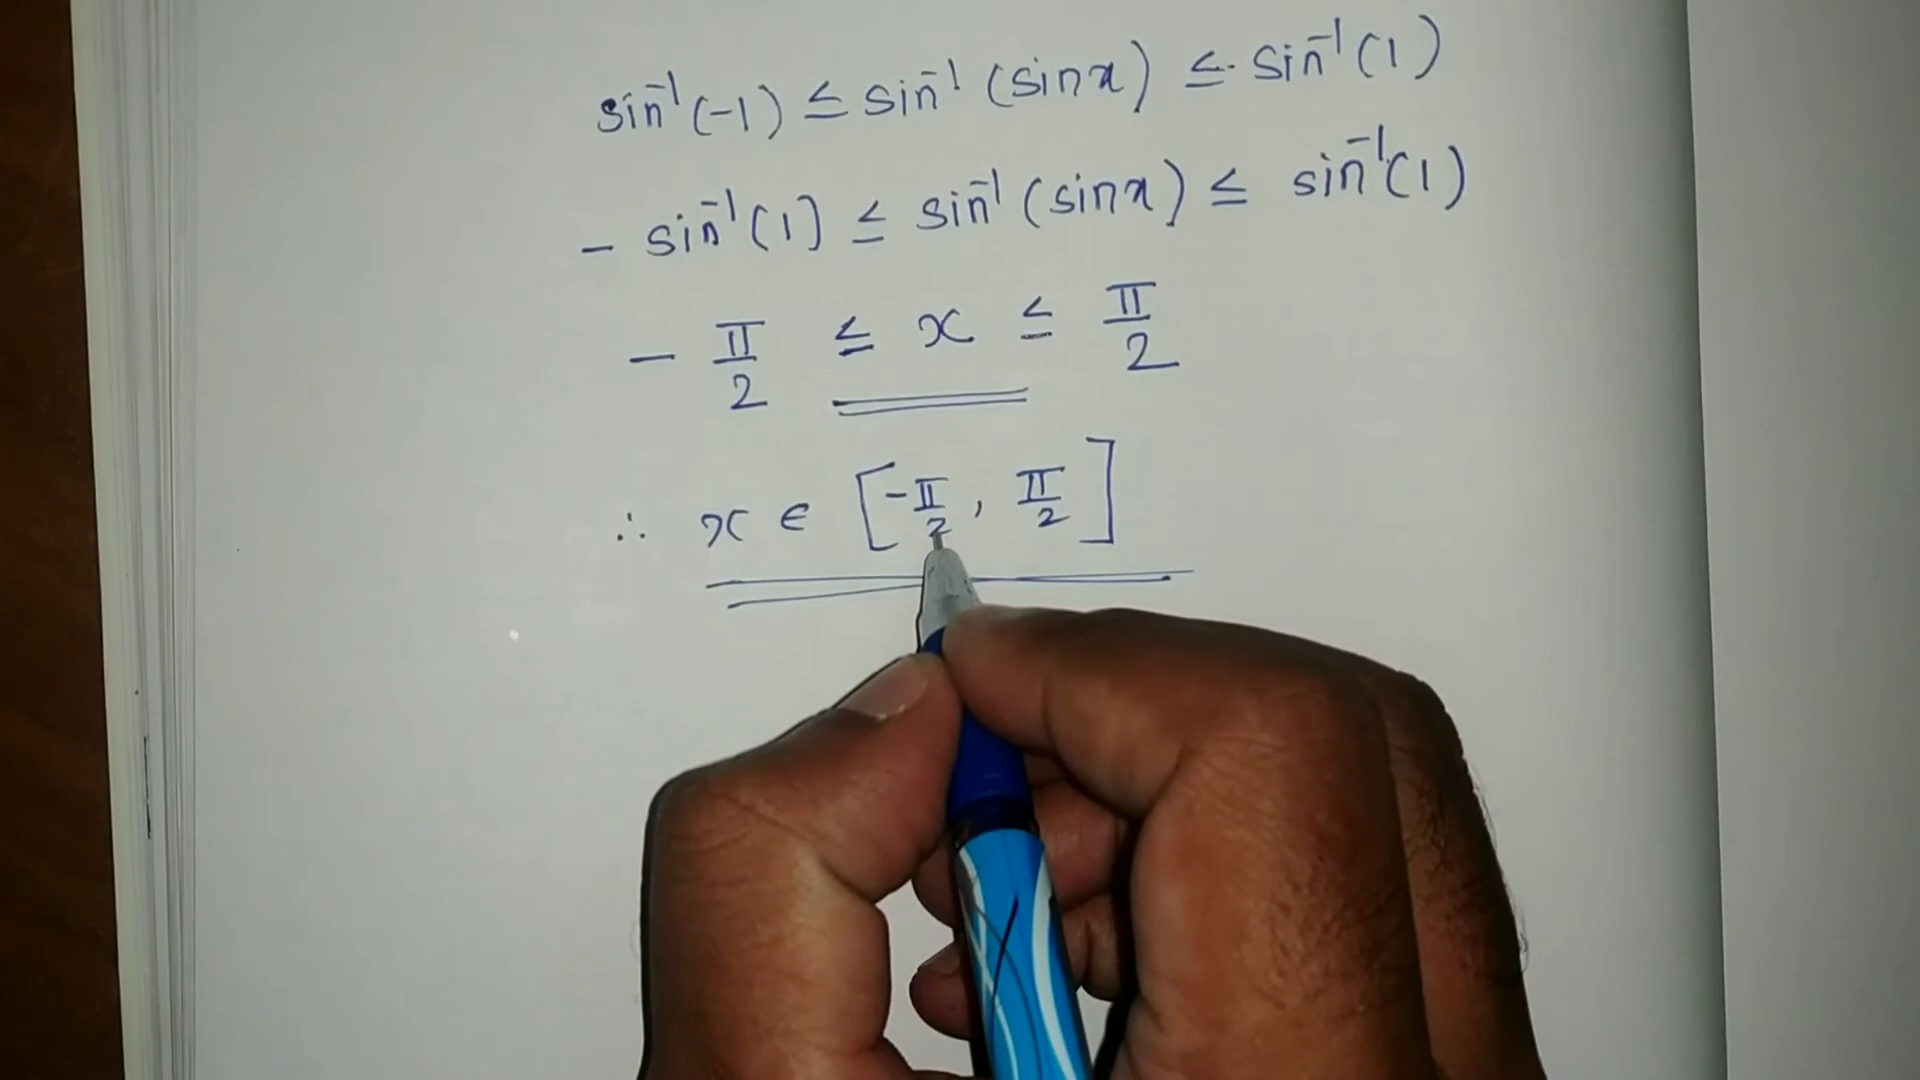 sin⁻¹(-1) ≤ sin⁻¹(sinx) ≤ sin⁻¹(1)
- sin⁻¹(1) ≤ sin⁻¹(sinx) ≤ sin⁻¹(1)
- π/2 ≤ x ≤ π/2
∴ x ∈ [-π/2, π/2]